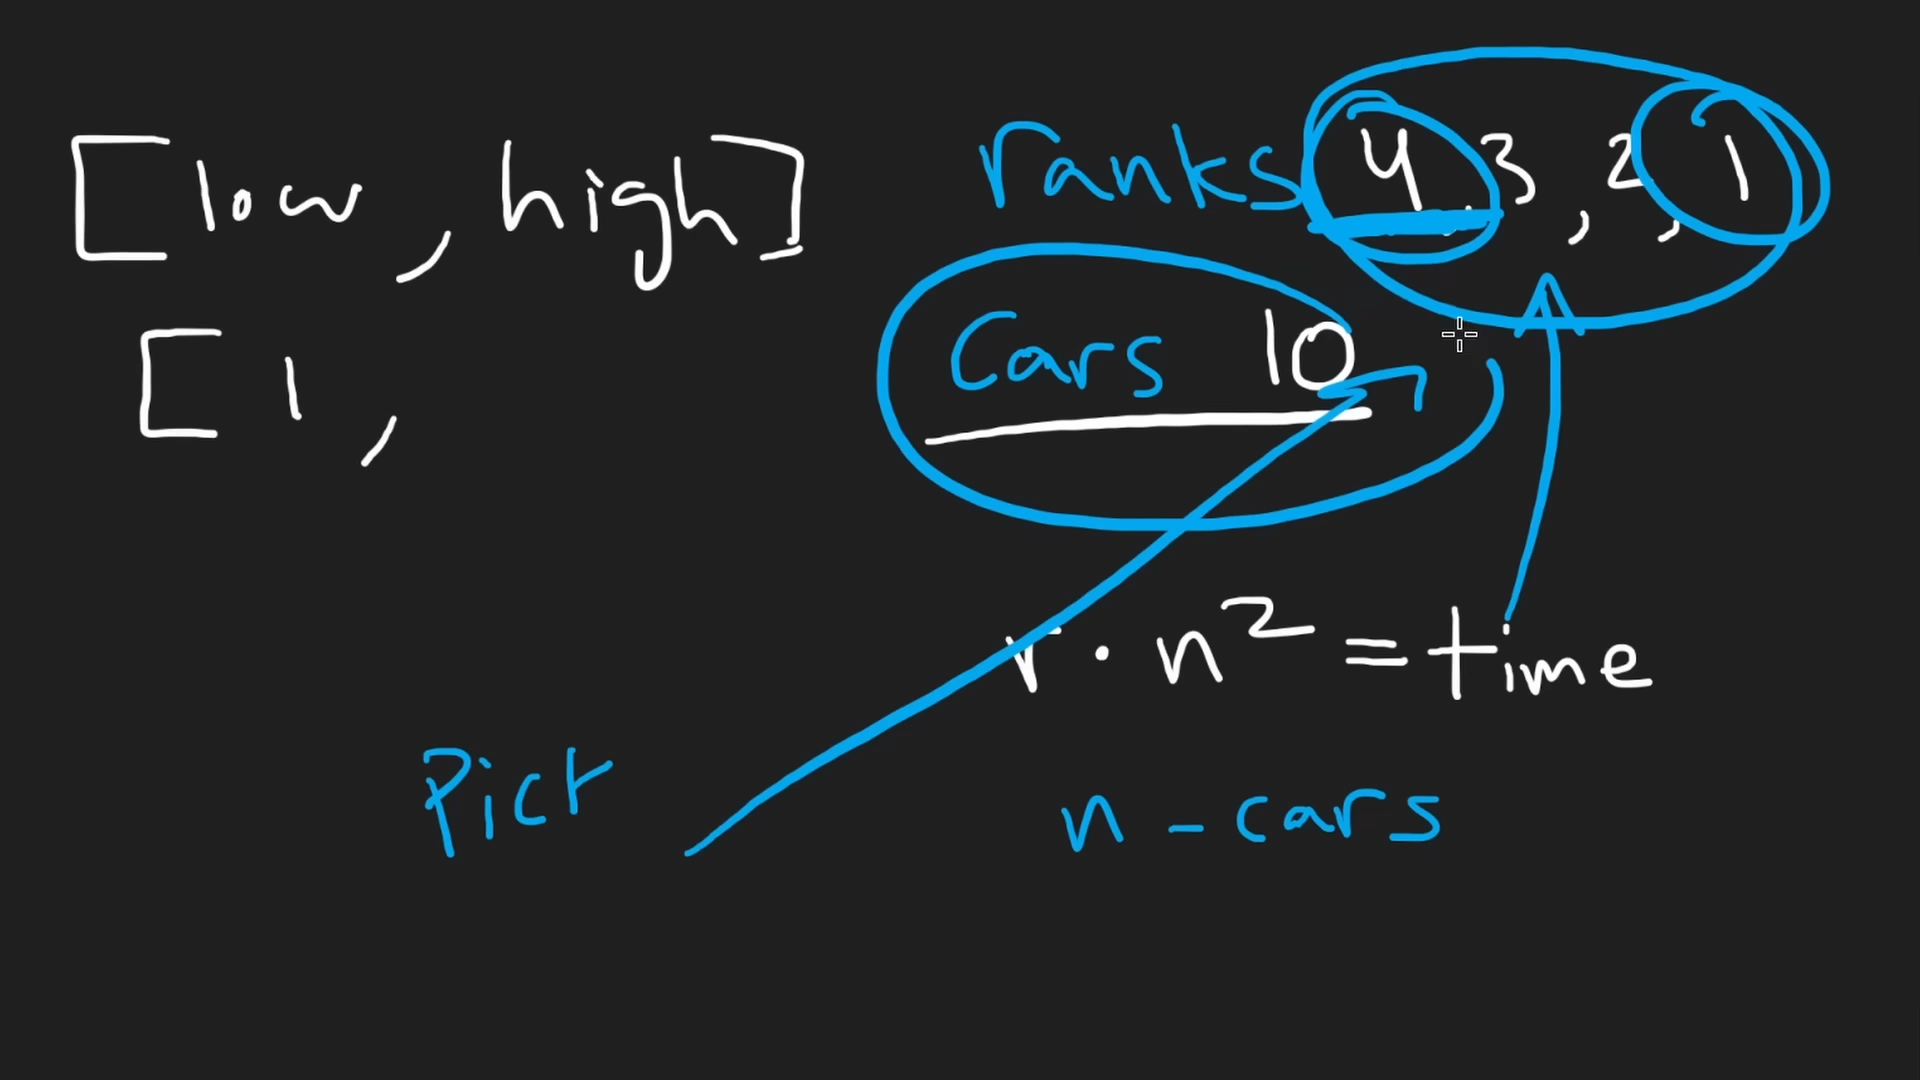 [low, high]
ranks 4, 3, 2, 1
[1,
Cars 10
r · n² = time
Pick
n - cars